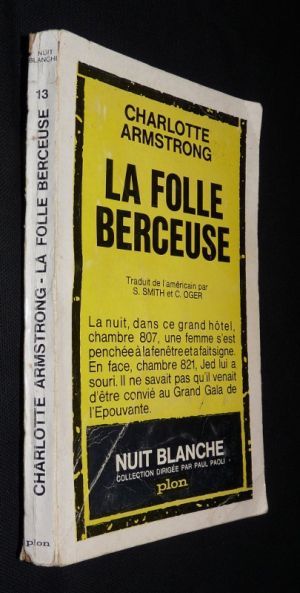 NUIT
BLANCHE
13
CHARLOTTE ARMSTRONG - LA FOLLE BERCEUSE
plon
CHARLOTTE
ARMSTRONG
LA FOLLE
BERCEUSE
Traduit de l'américain par
S. SMITH et C. OGER
La nuit, dans ce grand hôtel,
chambre 807, une femme s'est
penchée à la fenêtre et a fait signe.
En face, chambre 821, Jed lui a
souri. Il ne savait pas qu'il venait
d'être convié au Grand Gala de
l'Epouvante.
NUIT BLANCHE
COLLECTION DIRIGÉE PAR PAUL PAOLI
plon